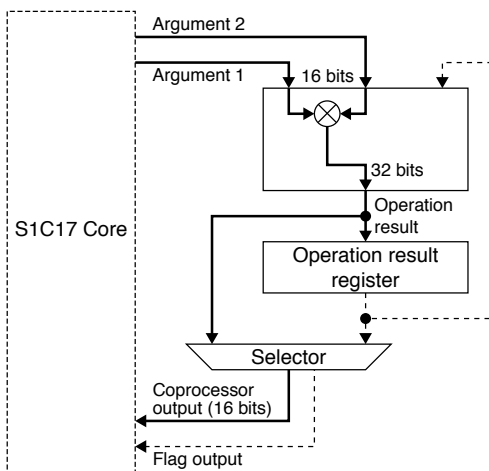 Argument 2
Argument 1
16 bits
32 bits
S1C17 Core
Operation
result
Operation result
register
Selector
Coprocessor
output (16 bits)
Flag output